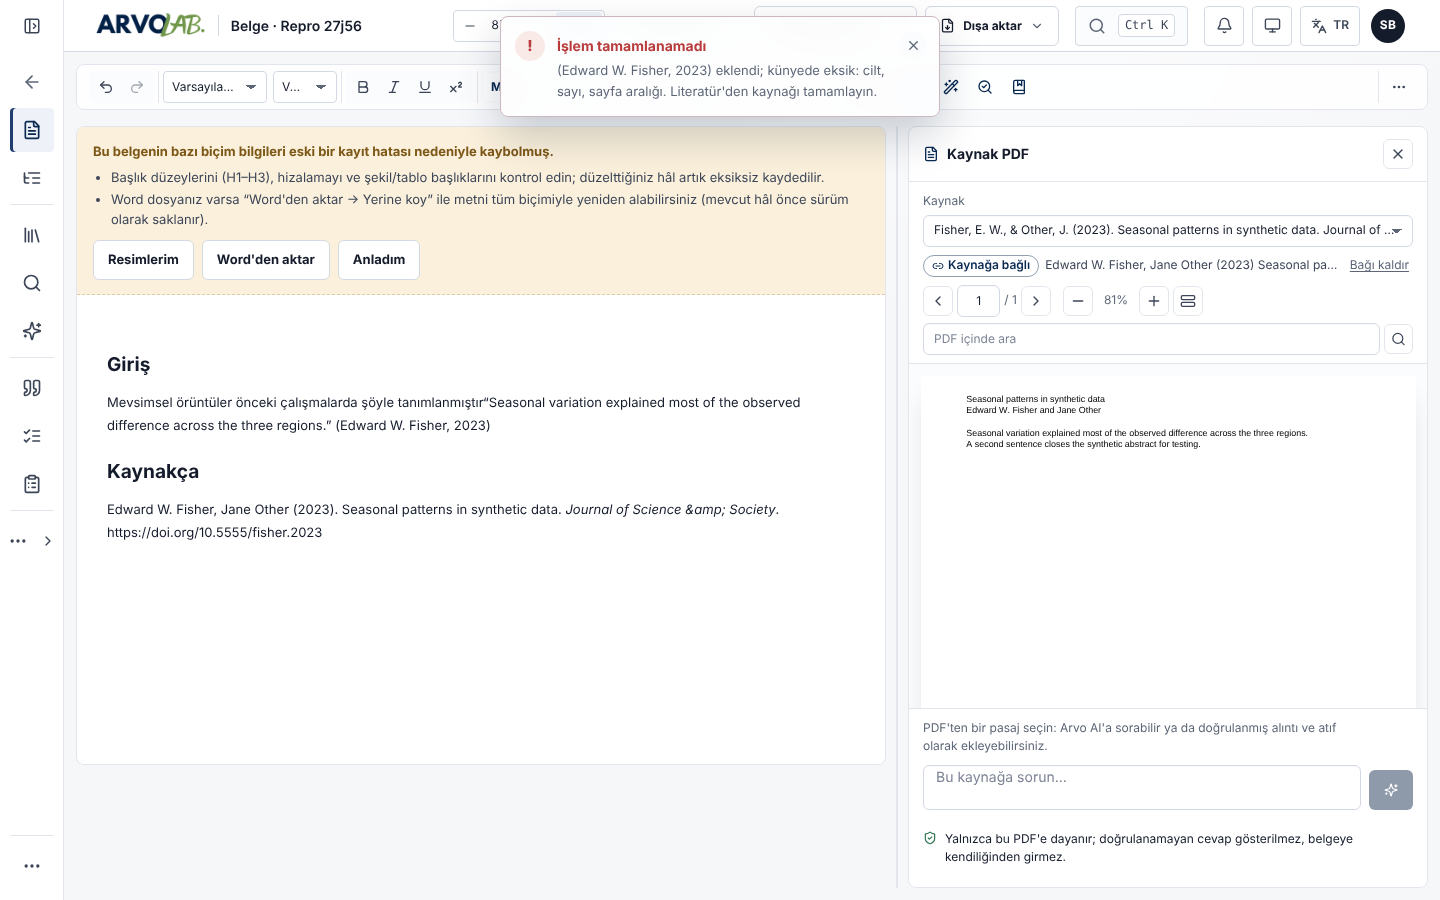 ARVOLAB.
Belge · Repro 27j56
Dışa aktar
Ctrl K
TR
SB
! İşlem tamamlanamadı
(Edward W. Fisher, 2023) eklendi; künyede eksik: cilt,
sayı, sayfa aralığı. Literatür'den kaynağı tamamlayın.
Varsayıla...
V...
B I U x²
Bu belgenin bazı biçim bilgileri eski bir kayıt hatası nedeniyle kaybolmuş.
• Başlık düzeylerini (H1–H3), hizalamayı ve şekil/tablo başlıklarını kontrol edin; düzelttiğiniz hâl artık eksiksiz kaydedilir.
• Word dosyanız varsa “Word'den aktar → Yerine koy” ile metni tüm biçimiyle yeniden alabilirsiniz (mevcut hâl önce sürüm
olarak saklanır).
Resimlerim
Word'den aktar
Anladım
Giriş
Mevsimsel örüntüler önceki çalışmalarda şöyle tanımlanmıştır“Seasonal variation explained most of the observed
difference across the three regions.” (Edward W. Fisher, 2023)
Kaynakça
Edward W. Fisher, Jane Other (2023). Seasonal patterns in synthetic data. Journal of Science &amp; Society.
https://doi.org/10.5555/fisher.2023
Kaynak PDF
Kaynak
Fisher, E. W., & Other, J. (2023). Seasonal patterns in synthetic data. Journal of ...
Kaynağa bağlı
Edward W. Fisher, Jane Other (2023) Seasonal pa...
Bağı kaldır
1 / 1
81%
PDF içinde ara
Seasonal patterns in synthetic data
Edward W. Fisher and Jane Other
Seasonal variation explained most of the observed difference across the three regions.
A second sentence closes the synthetic abstract for testing.
PDF'ten bir pasaj seçin: Arvo AI'a sorabilir ya da doğrulanmış alıntı ve atıf
olarak ekleyebilirsiniz.
Bu kaynağa sorun...
Yalnızca bu PDF'e dayanır; doğrulanamayan cevap gösterilmez, belgeye
kendiliğinden girmez.